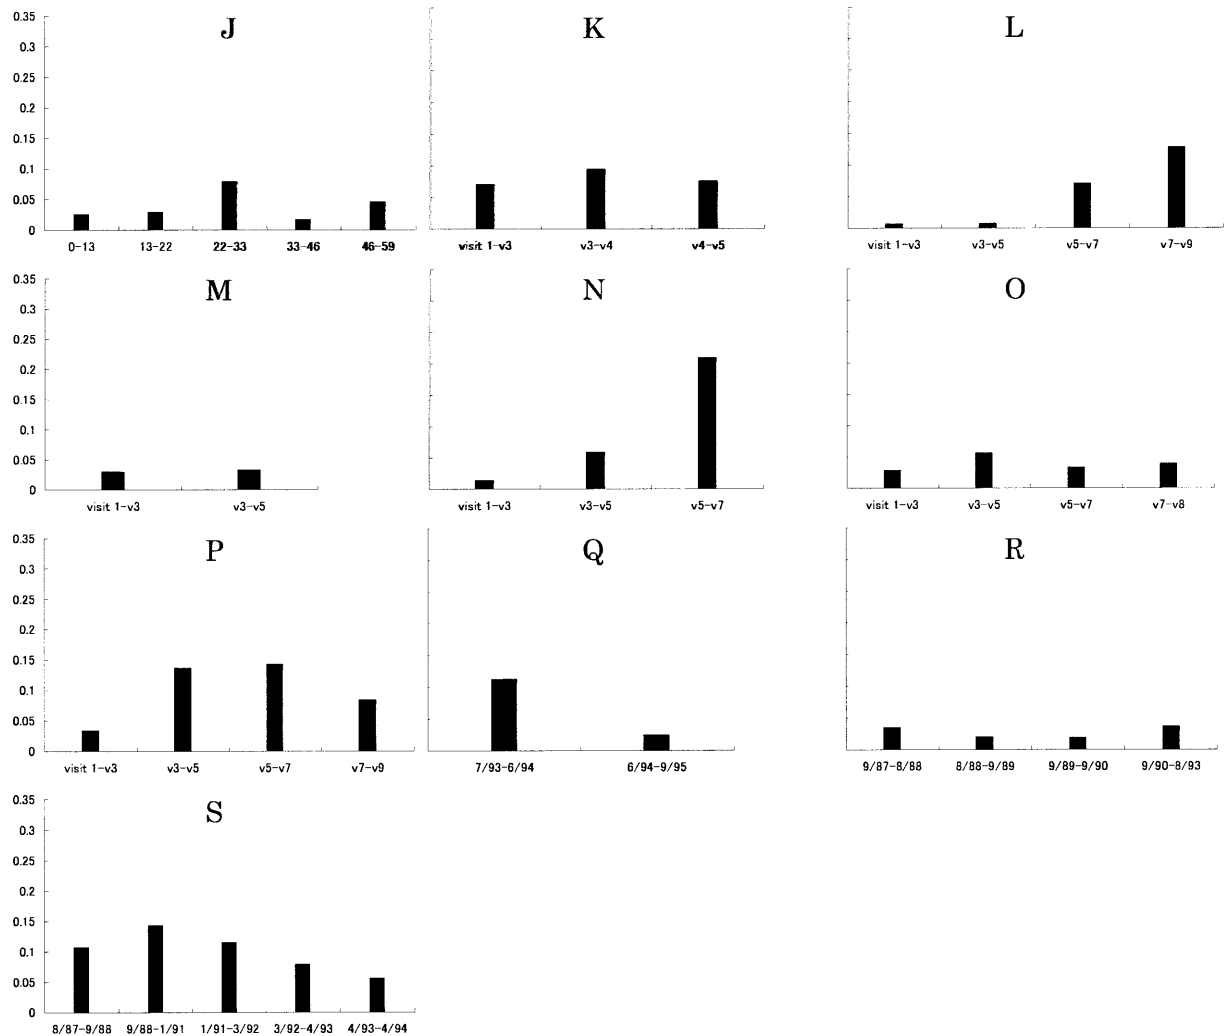 J
0.35
0.3
0.25
0.2
0.15
0.1
0.05
0
0-13 13-22 22-33 33-46 46-59
K
visit 1-v3 v3-v4 v4-v5
L
visit 1-v3 v3-v5 v5-v7 v7-v9
M
0.35
0.3
0.25
0.2
0.15
0.1
0.05
0
visit 1-v3 v3-v5
N
visit 1-v3 v3-v5 v5-v7
O
visit 1-v3 v3-v5 v5-v7 v7-v8
P
0.35
0.3
0.25
0.2
0.15
0.1
0.05
0
visit 1-v3 v3-v5 v5-v7 v7-v9
Q
7/93-6/94 6/94-9/95
R
9/87-8/88 8/88-9/89 9/89-9/90 9/90-8/93
S
0.35
0.3
0.25
0.2
0.15
0.1
0.05
0
8/87-9/88 9/88-1/91 1/91-3/92 3/92-4/93 4/93-4/94